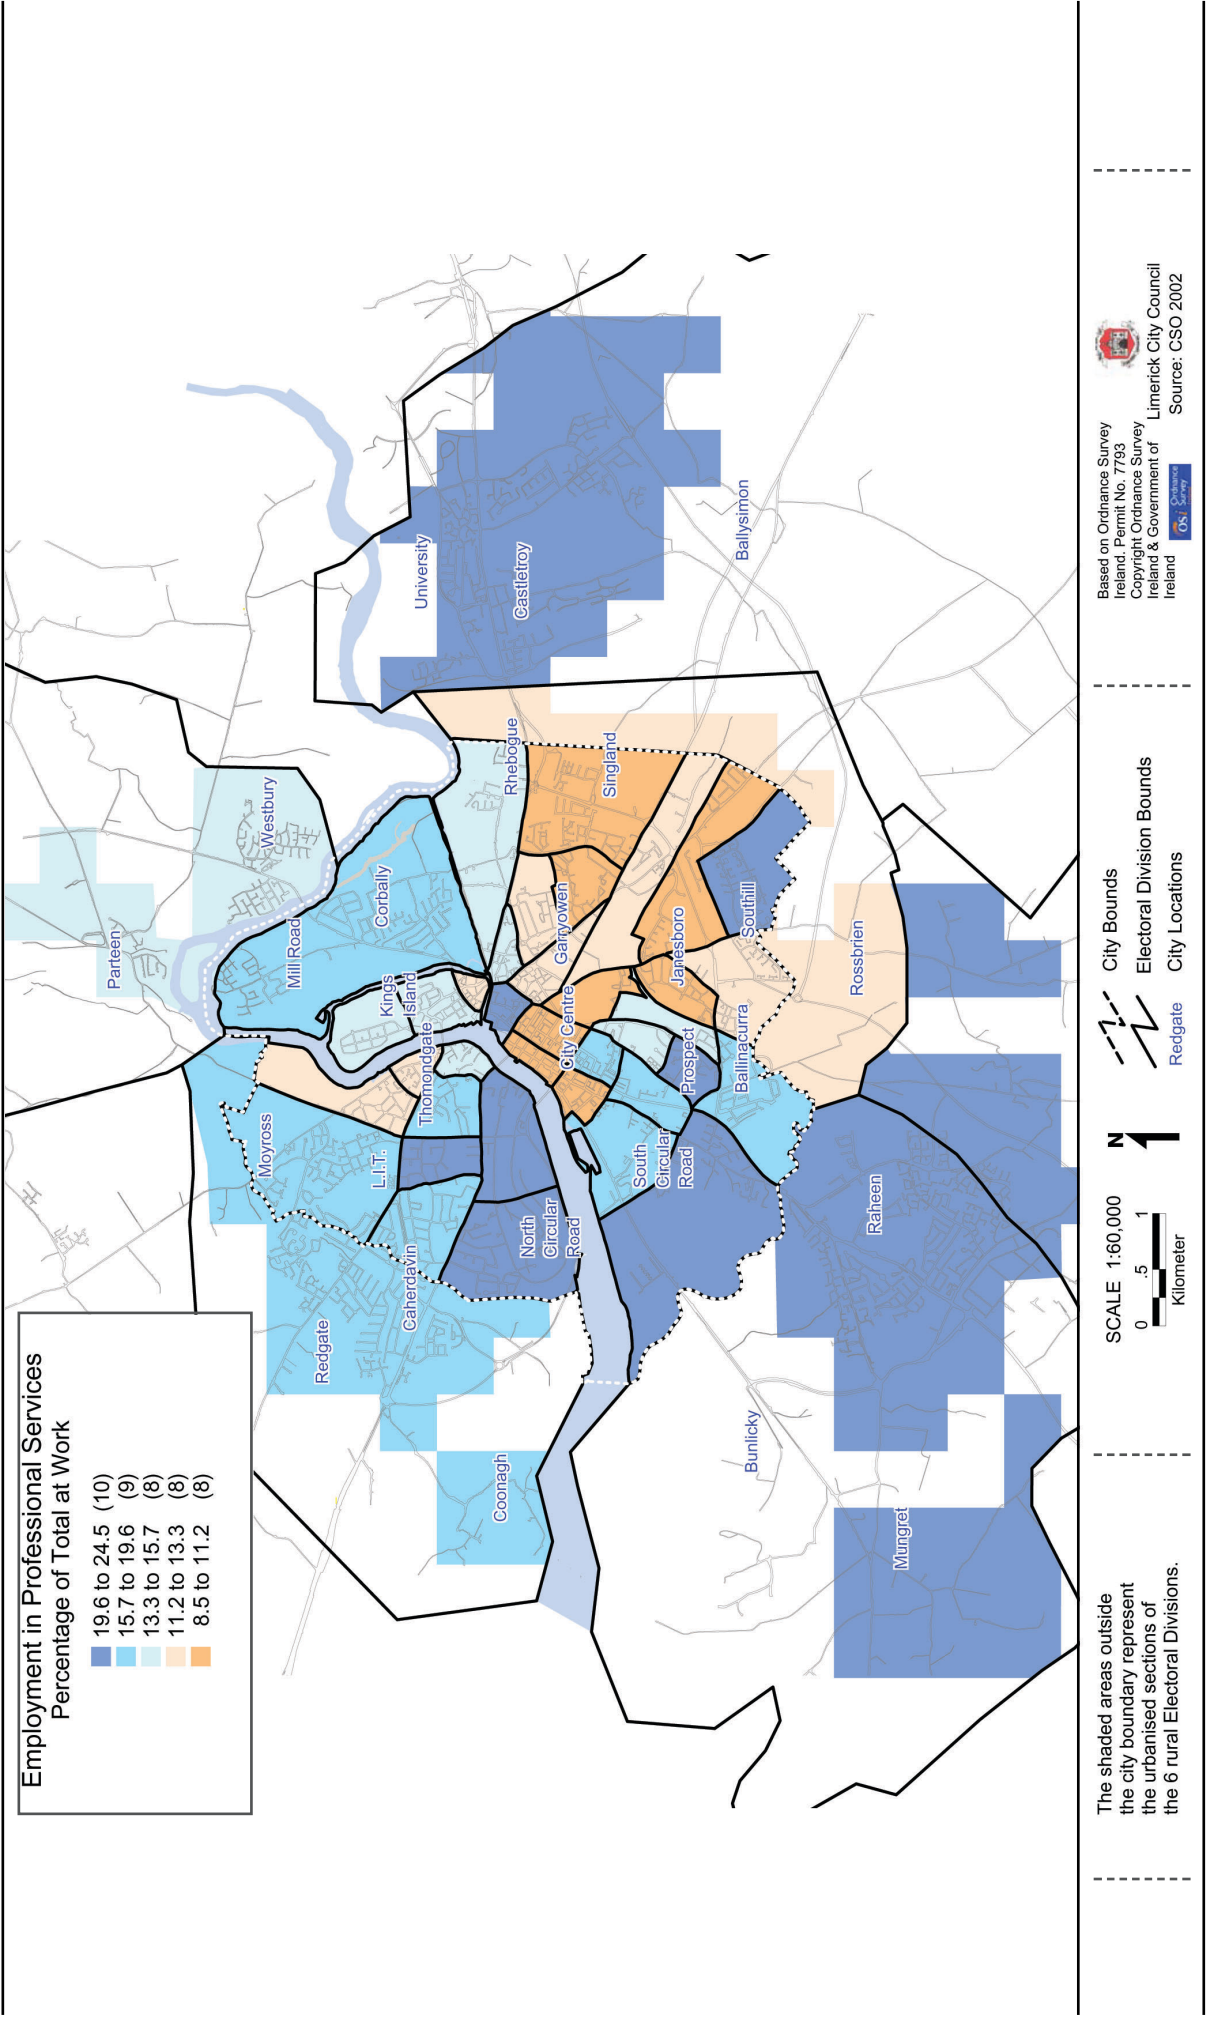 Employment in Professional Services
Percentage of Total at Work
19.6 to 24.5 (10)
15.7 to 19.6 (9)
13.3 to 15.7 (8)
11.2 to 13.3 (8)
8.5 to 11.2 (8)
Parteen
Westbury
Mill Road
Corbally
Moyross
Kings
Island
Thomondgate
L.I.T.
Redgate
Caherdavin
Coonagh
North
Circular
Road
University
Castletroy
Rhebogue
Singland
Garryowen
City Centre
Ballysimon
Janesboro
Southill
Prospect
Ballinacurra
South
Circular
Road
Rossbrien
Raheen
Bunlicky
Mungret
The shaded areas outside
the city boundary represent
the urbanised sections of
the 6 rural Electoral Divisions.
SCALE 1:60,000
N
0 .5 1
Kilometer
City Bounds
Electoral Division Bounds
Redgate City Locations
Based on Ordnance Survey
Ireland. Permit No. 7793
Copyright Ordnance Survey
Ireland & Government of
Ireland
OSi Ordnance
Survey
Limerick City Council
Source: CSO 2002